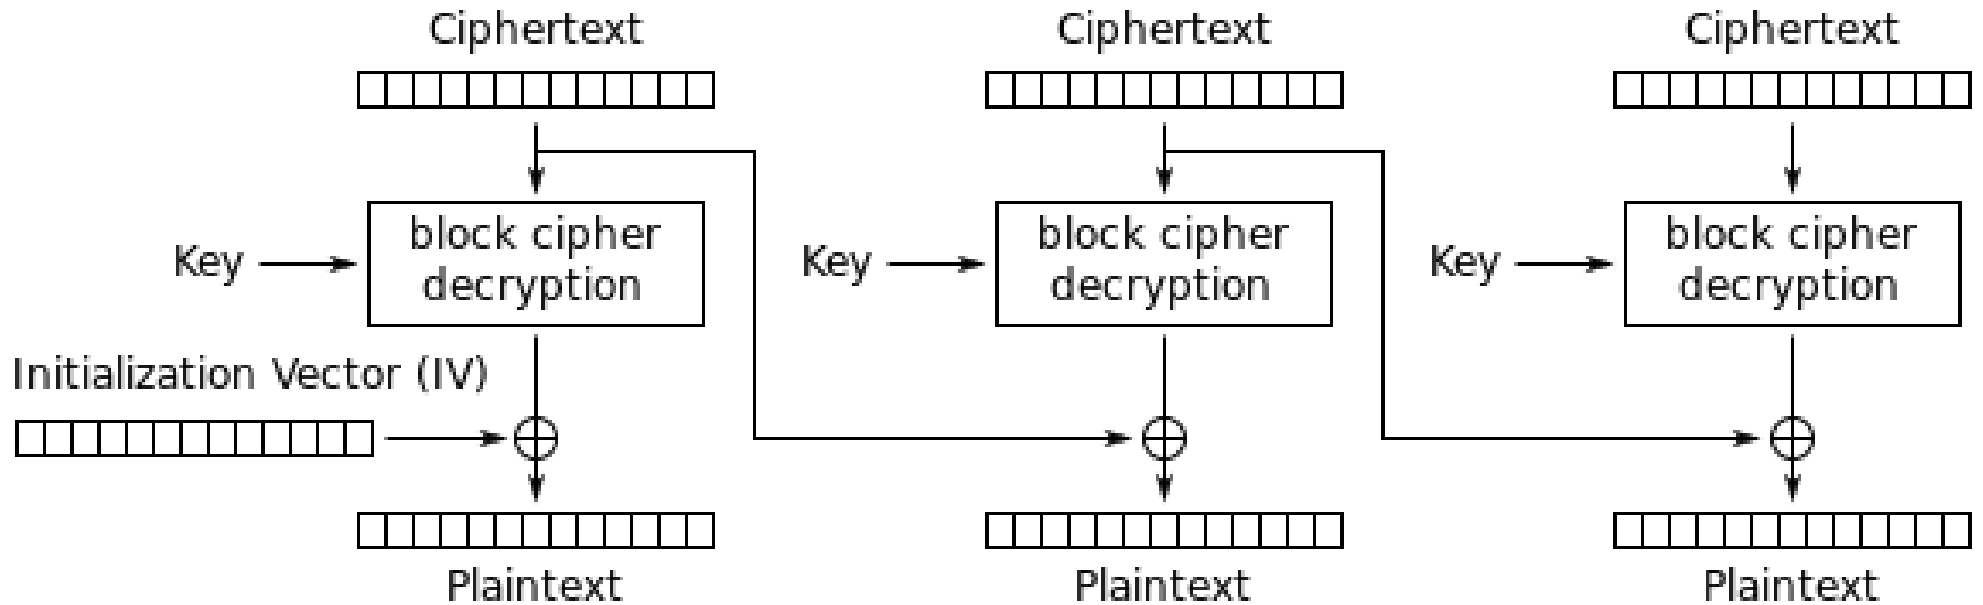 Ciphertext
Ciphertext
Ciphertext
Key
block cipher
decryption
Key
block cipher
decryption
Key
block cipher
decryption
Initialization Vector (IV)
Plaintext
Plaintext
Plaintext